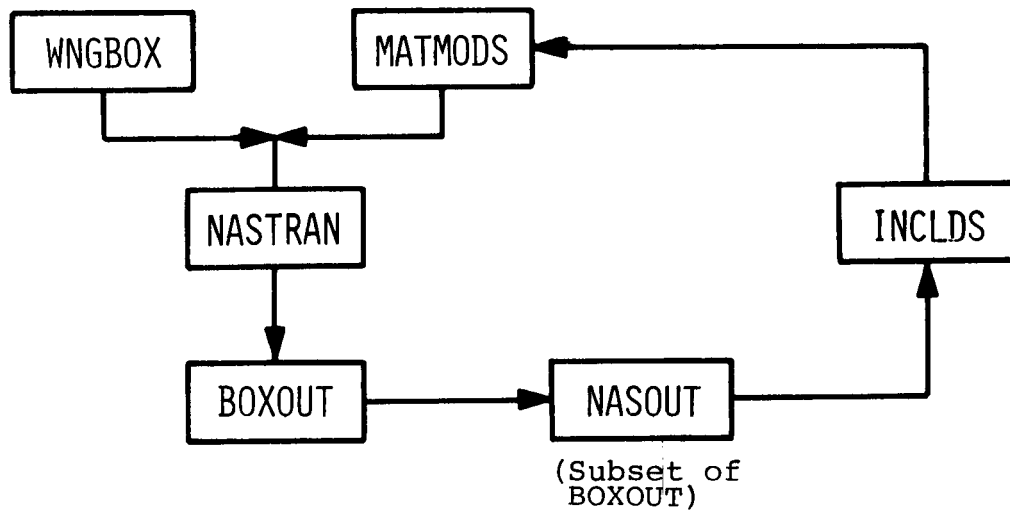 WNGBOX
MATMODS
NASTRAN
INCLDS
BOXOUT
NASOUT
(Subset of
BOXOUT)